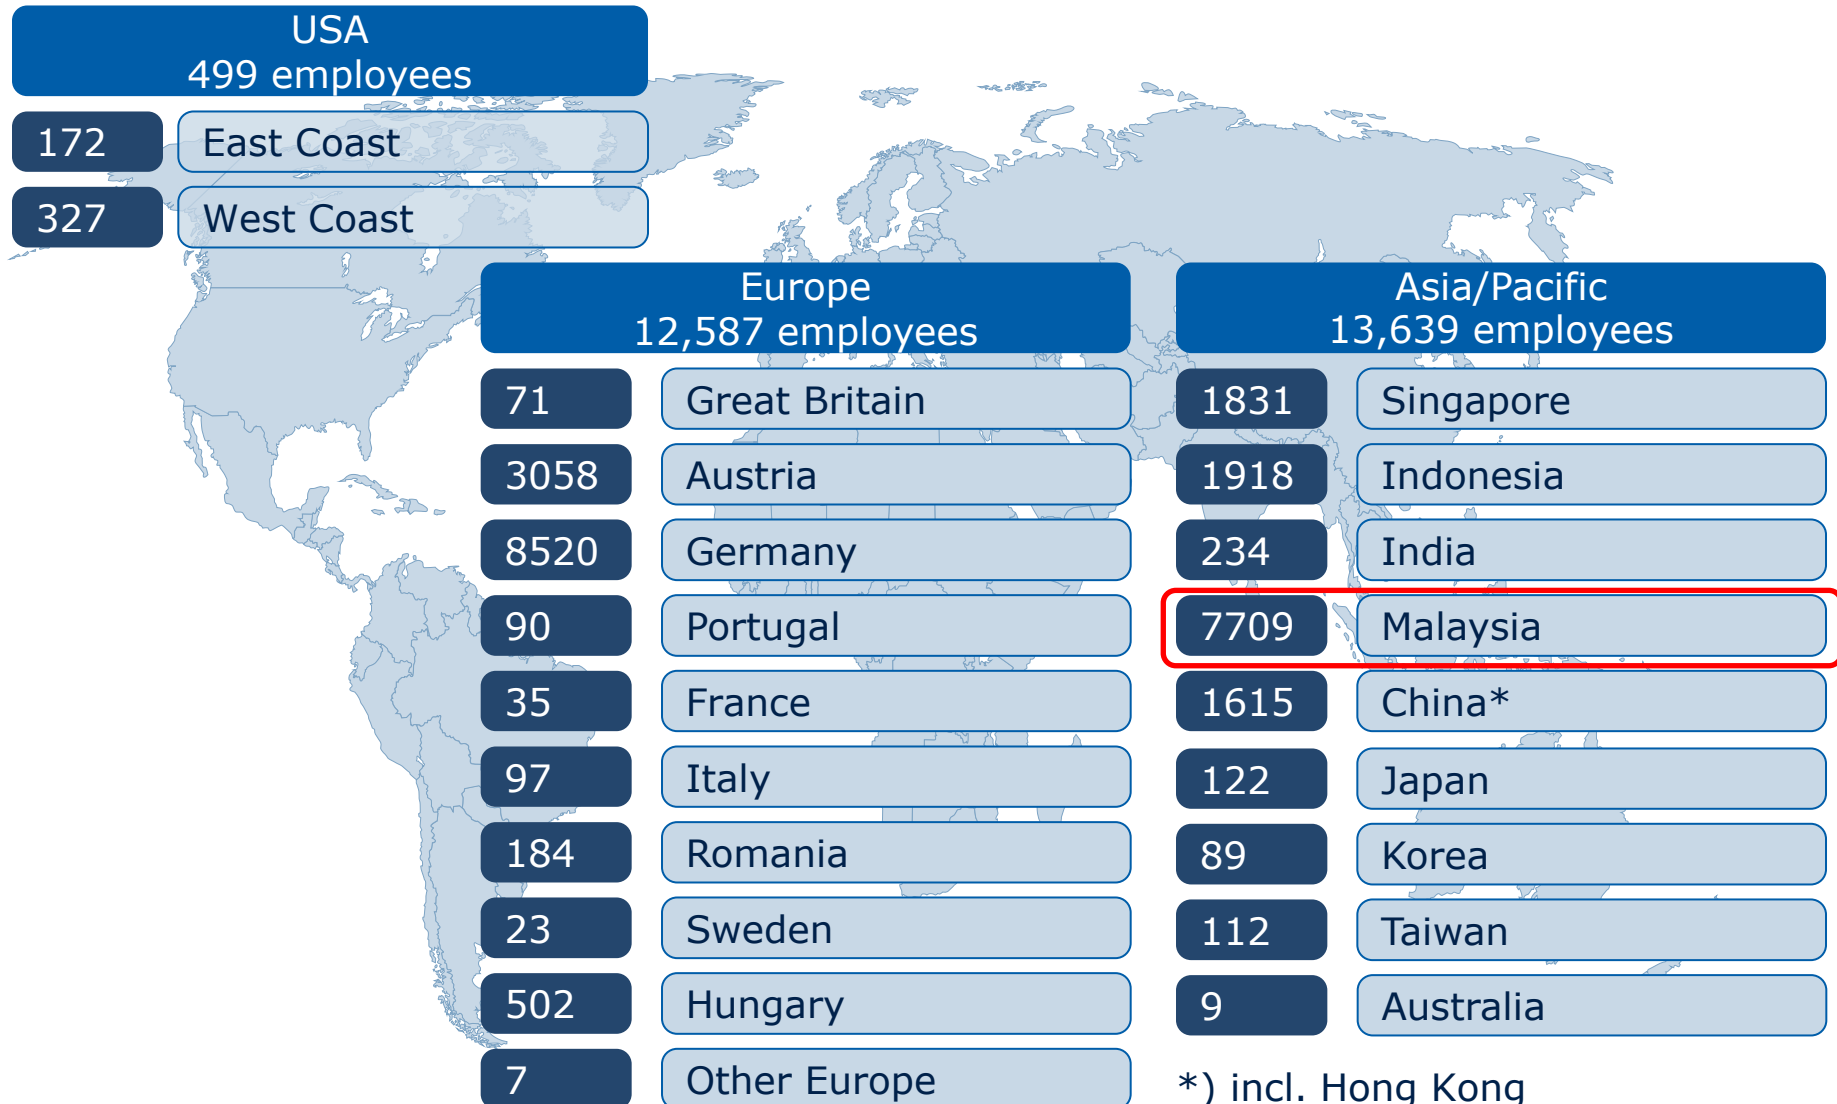 USA
499 employees
172 East Coast
327 West Coast
Europe
12,587 employees
71 Great Britain
3058 Austria
8520 Germany
90 Portugal
35 France
97 Italy
184 Romania
23 Sweden
502 Hungary
7 Other Europe
Asia/Pacific
13,639 employees
1831 Singapore
1918 Indonesia
234 India
7709 Malaysia
1615 China*
122 Japan
89 Korea
112 Taiwan
9 Australia
*) incl. Hong Kong